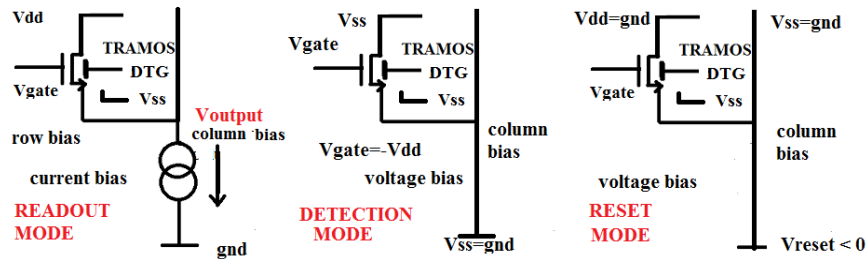 Vdd
TRAMOS
DTG
Vgate
Vss
Voutput
column bias
row bias
current bias
READOUT
MODE
gnd
Vss
Vgate
TRAMOS
DTG
Vss
column
bias
Vgate=-Vdd
voltage bias
DETECTION
MODE
Vss=gnd
Vdd=gnd
Vss=gnd
TRAMOS
DTG
Vgate
Vss
column
bias
voltage bias
RESET
MODE
Vreset < 0